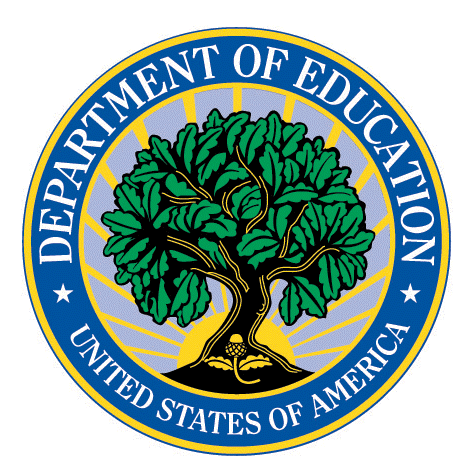 DEPARTMENT OF EDUCATION
UNITED STATES OF AMERICA